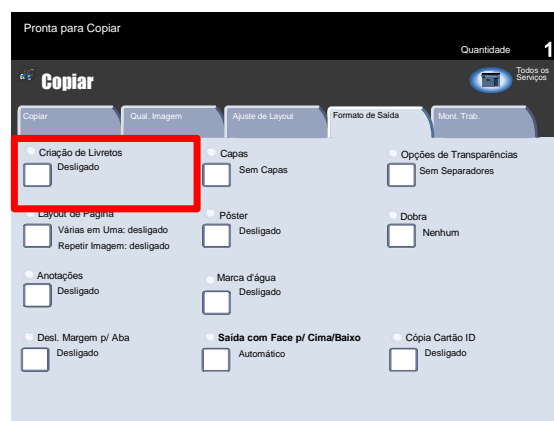 Pronta para Copiar
Quantidade 1
Copiar
Todos os
Serviços
Copiar Qual. Imagem Ajuste de Layout Formato de Saída Mont. Trab.
Criação de Livretos Capas Opções de Transparências
Desligado Sem Capas Sem Separadores
Layout de Página Pôster Dobra
Várias em Uma: desligado Desligado Nenhum
Repetir Imagem: desligado
Anotações Marca d'água
Desligado Desligado
Desl. Margem p/ Aba Saída com Face p/ Cima/Baixo Cópia Cartão ID
Desligado Automático Desligado